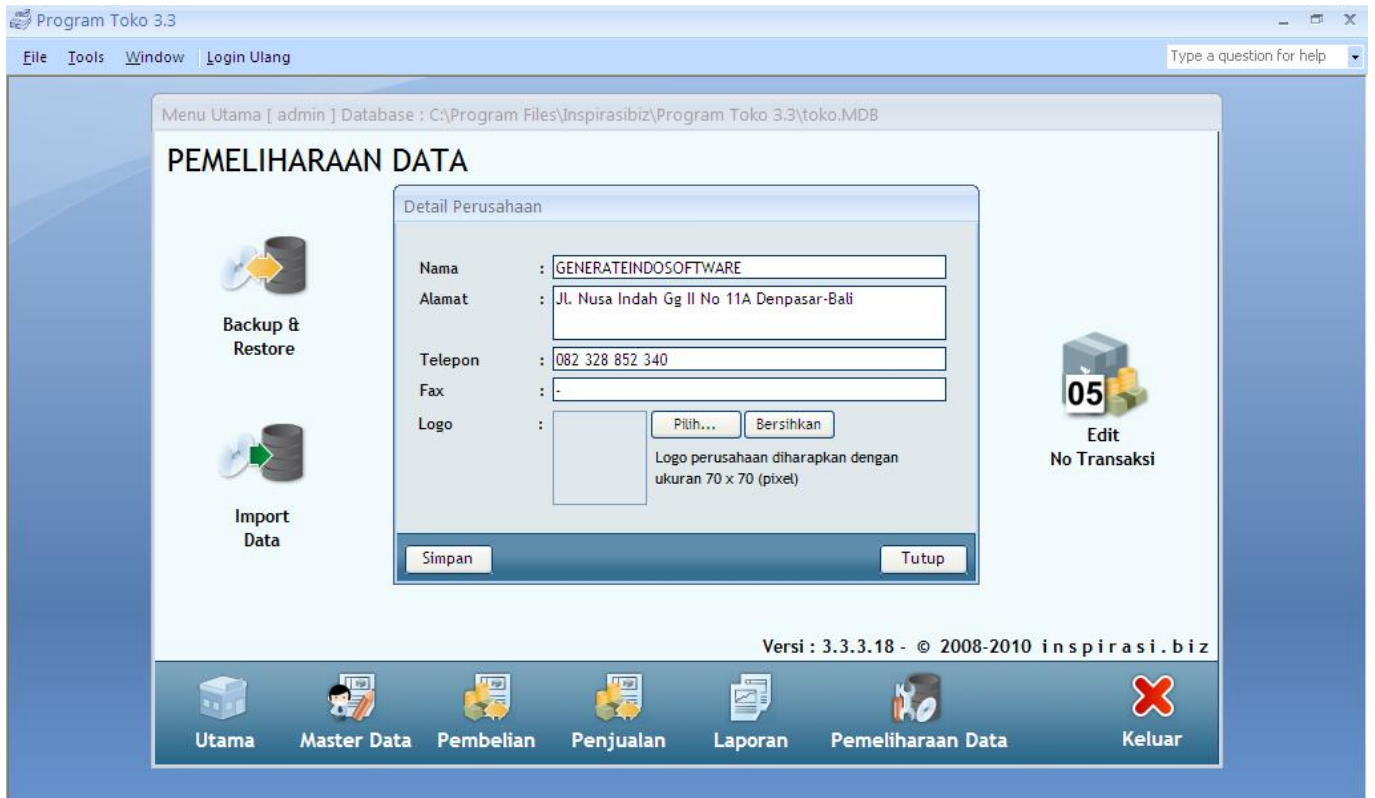 Program Toko 3.3
File Tools Window Login Ulang Type a question for help
Menu Utama [ admin ] Database : C:\Program Files\Inspirasibiz\Program Toko 3.3\toko.MDB
PEMELIHARAAN DATA
Detail Perusahaan
Nama : GENERATEINDOSOFTWARE
Alamat : Jl. Nusa Indah Gg II No 11A Denpasar-Bali
Telepon : 082 328 852 340
Fax : -
Logo : Pilih... Bersihkan
Logo perusahaan diharapkan dengan
ukuran 70 x 70 (pixel)
Simpan Tutup
Backup &
Restore
Import
Data
05
Edit
No Transaksi
Versi : 3.3.3.18 - © 2008-2010 inspirasi.biz
Utama Master Data Pembelian Penjualan Laporan Pemeliharaan Data Keluar